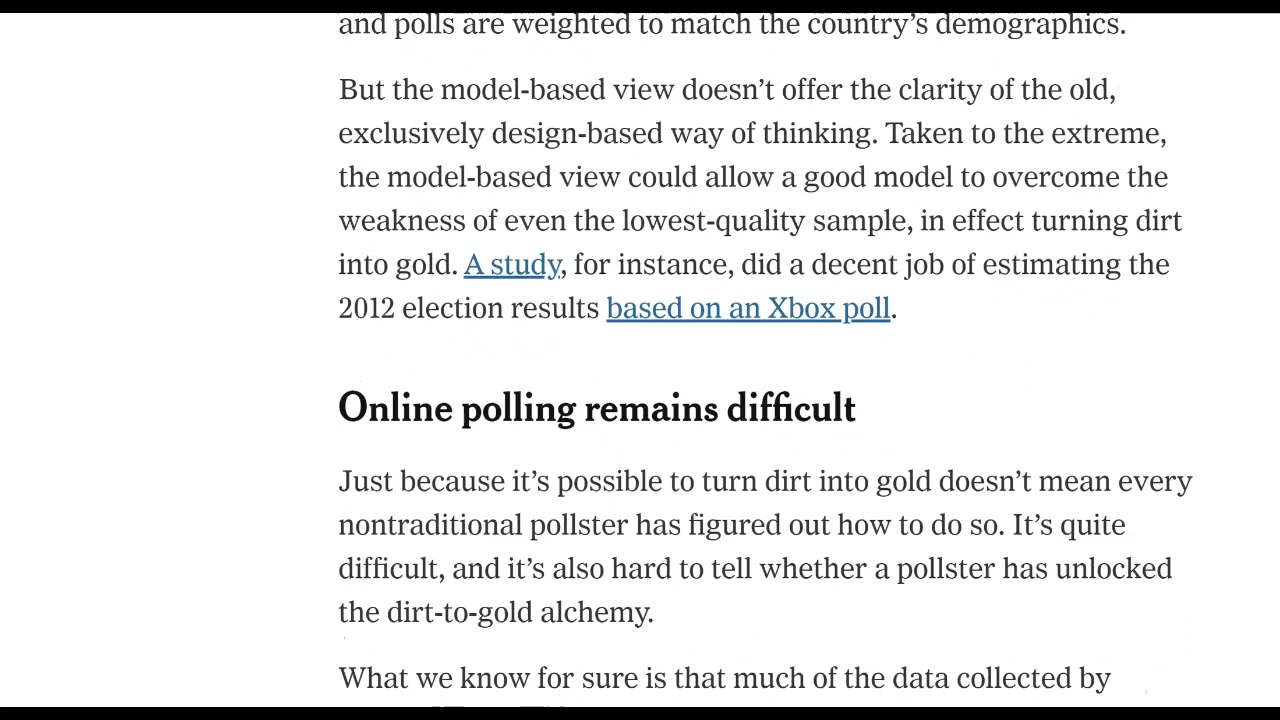 and polls are weighted to match the country’s demographics.
But the model-based view doesn’t offer the clarity of the old,
exclusively design-based way of thinking. Taken to the extreme,
the model-based view could allow a good model to overcome the
weakness of even the lowest-quality sample, in effect turning dirt
into gold. A study, for instance, did a decent job of estimating the
2012 election results based on an Xbox poll.
Online polling remains difficult
Just because it’s possible to turn dirt into gold doesn’t mean every
nontraditional pollster has figured out how to do so. It’s quite
difficult, and it’s also hard to tell whether a pollster has unlocked
the dirt-to-gold alchemy.
What we know for sure is that much of the data collected by